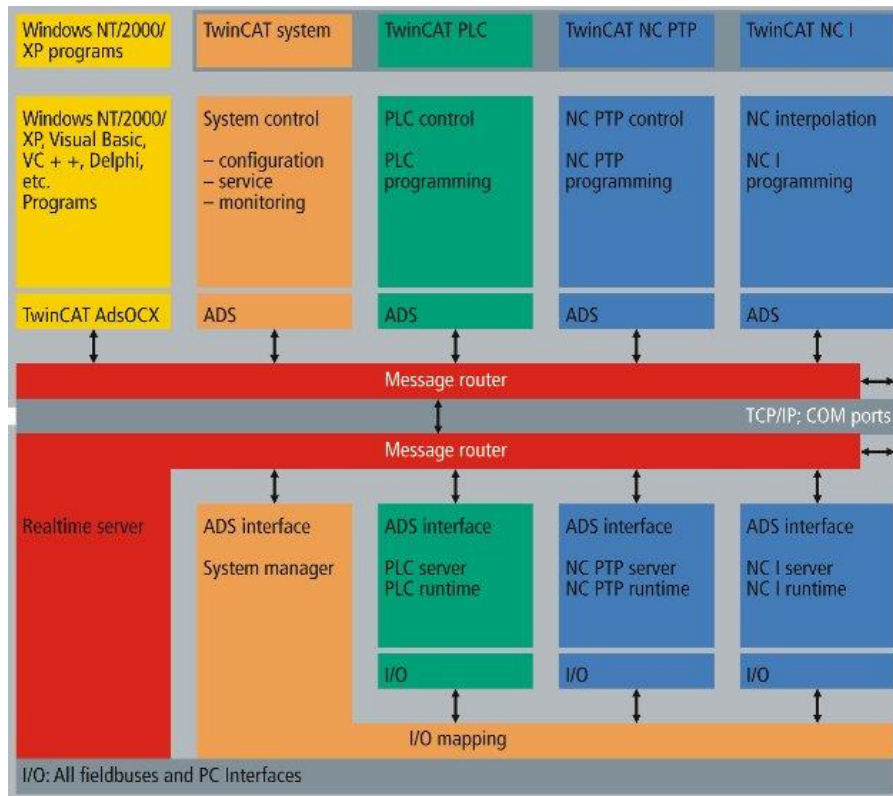 Windows NT/2000/
XP programs
TwinCAT system
TwinCAT PLC
TwinCAT NC PTP
TwinCAT NC I
Windows NT/2000/
XP, Visual Basic,
VC + +, Delphi,
etc.
Programs
System control
– configuration
– service
– monitoring
PLC control
PLC
programming
NC PTP control
NC PTP
programming
NC interpolation
NC I
programming
TwinCAT AdsOCX
ADS
ADS
ADS
ADS
Message router
TCP/IP; COM ports
Message router
Realtime server
ADS interface
System manager
ADS interface
PLC server
PLC runtime
ADS interface
NC PTP server
NC PTP runtime
ADS interface
NC I server
NC I runtime
I/O
I/O
I/O
I/O mapping
I/O: All fieldbuses and PC Interfaces